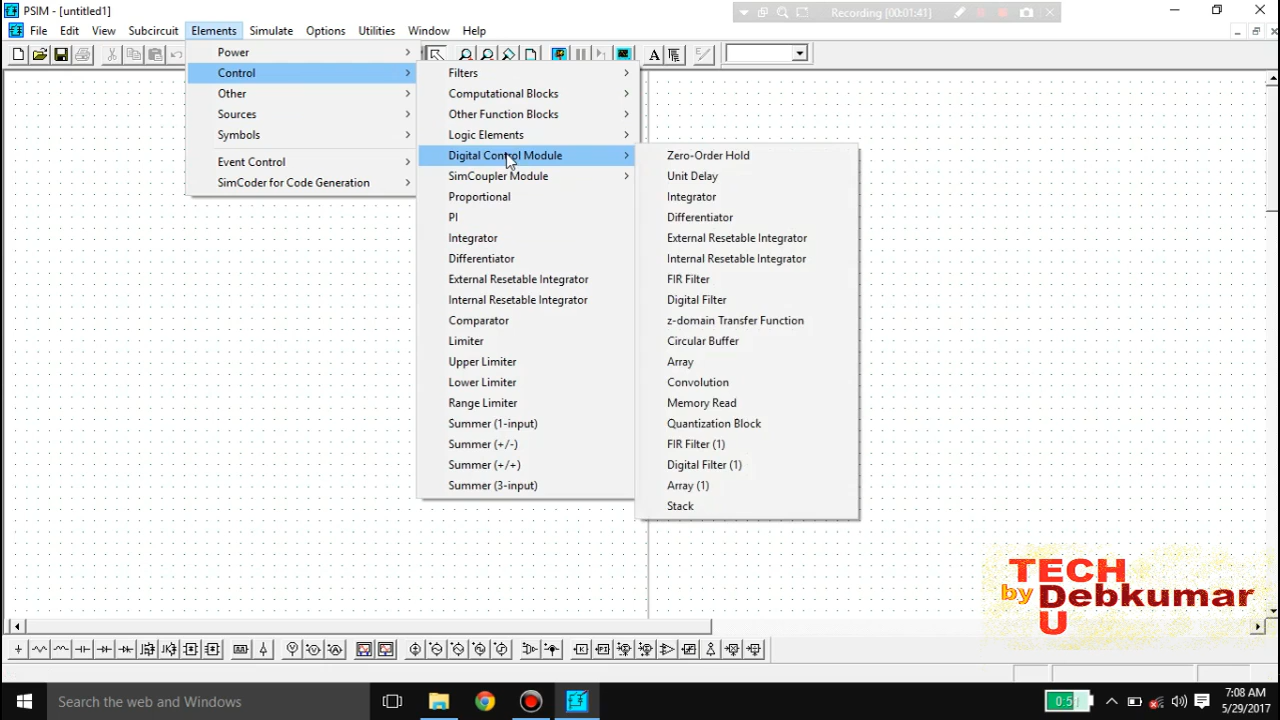 PSIM - [untitled1]
Recording [00:01:41]
File Edit View Subcircuit Elements Simulate Options Utilities Window Help
Power
Control
Other
Sources
Symbols
Event Control
SimCoder for Code Generation
Filters
Computational Blocks
Other Function Blocks
Logic Elements
Digital Control Module
SimCoupler Module
Proportional
PI
Integrator
Differentiator
External Resetable Integrator
Internal Resetable Integrator
Comparator
Limiter
Upper Limiter
Lower Limiter
Range Limiter
Summer (1-input)
Summer (+/-)
Summer (+/+)
Summer (3-input)
Zero-Order Hold
Unit Delay
Integrator
Differentiator
External Resetable Integrator
Internal Resetable Integrator
FIR Filter
Digital Filter
z-domain Transfer Function
Circular Buffer
Array
Convolution
Memory Read
Quantization Block
FIR Filter (1)
Digital Filter (1)
Array (1)
Stack
TECH
by Debkumar
U
Search the web and Windows
7:08 AM
5/29/2017